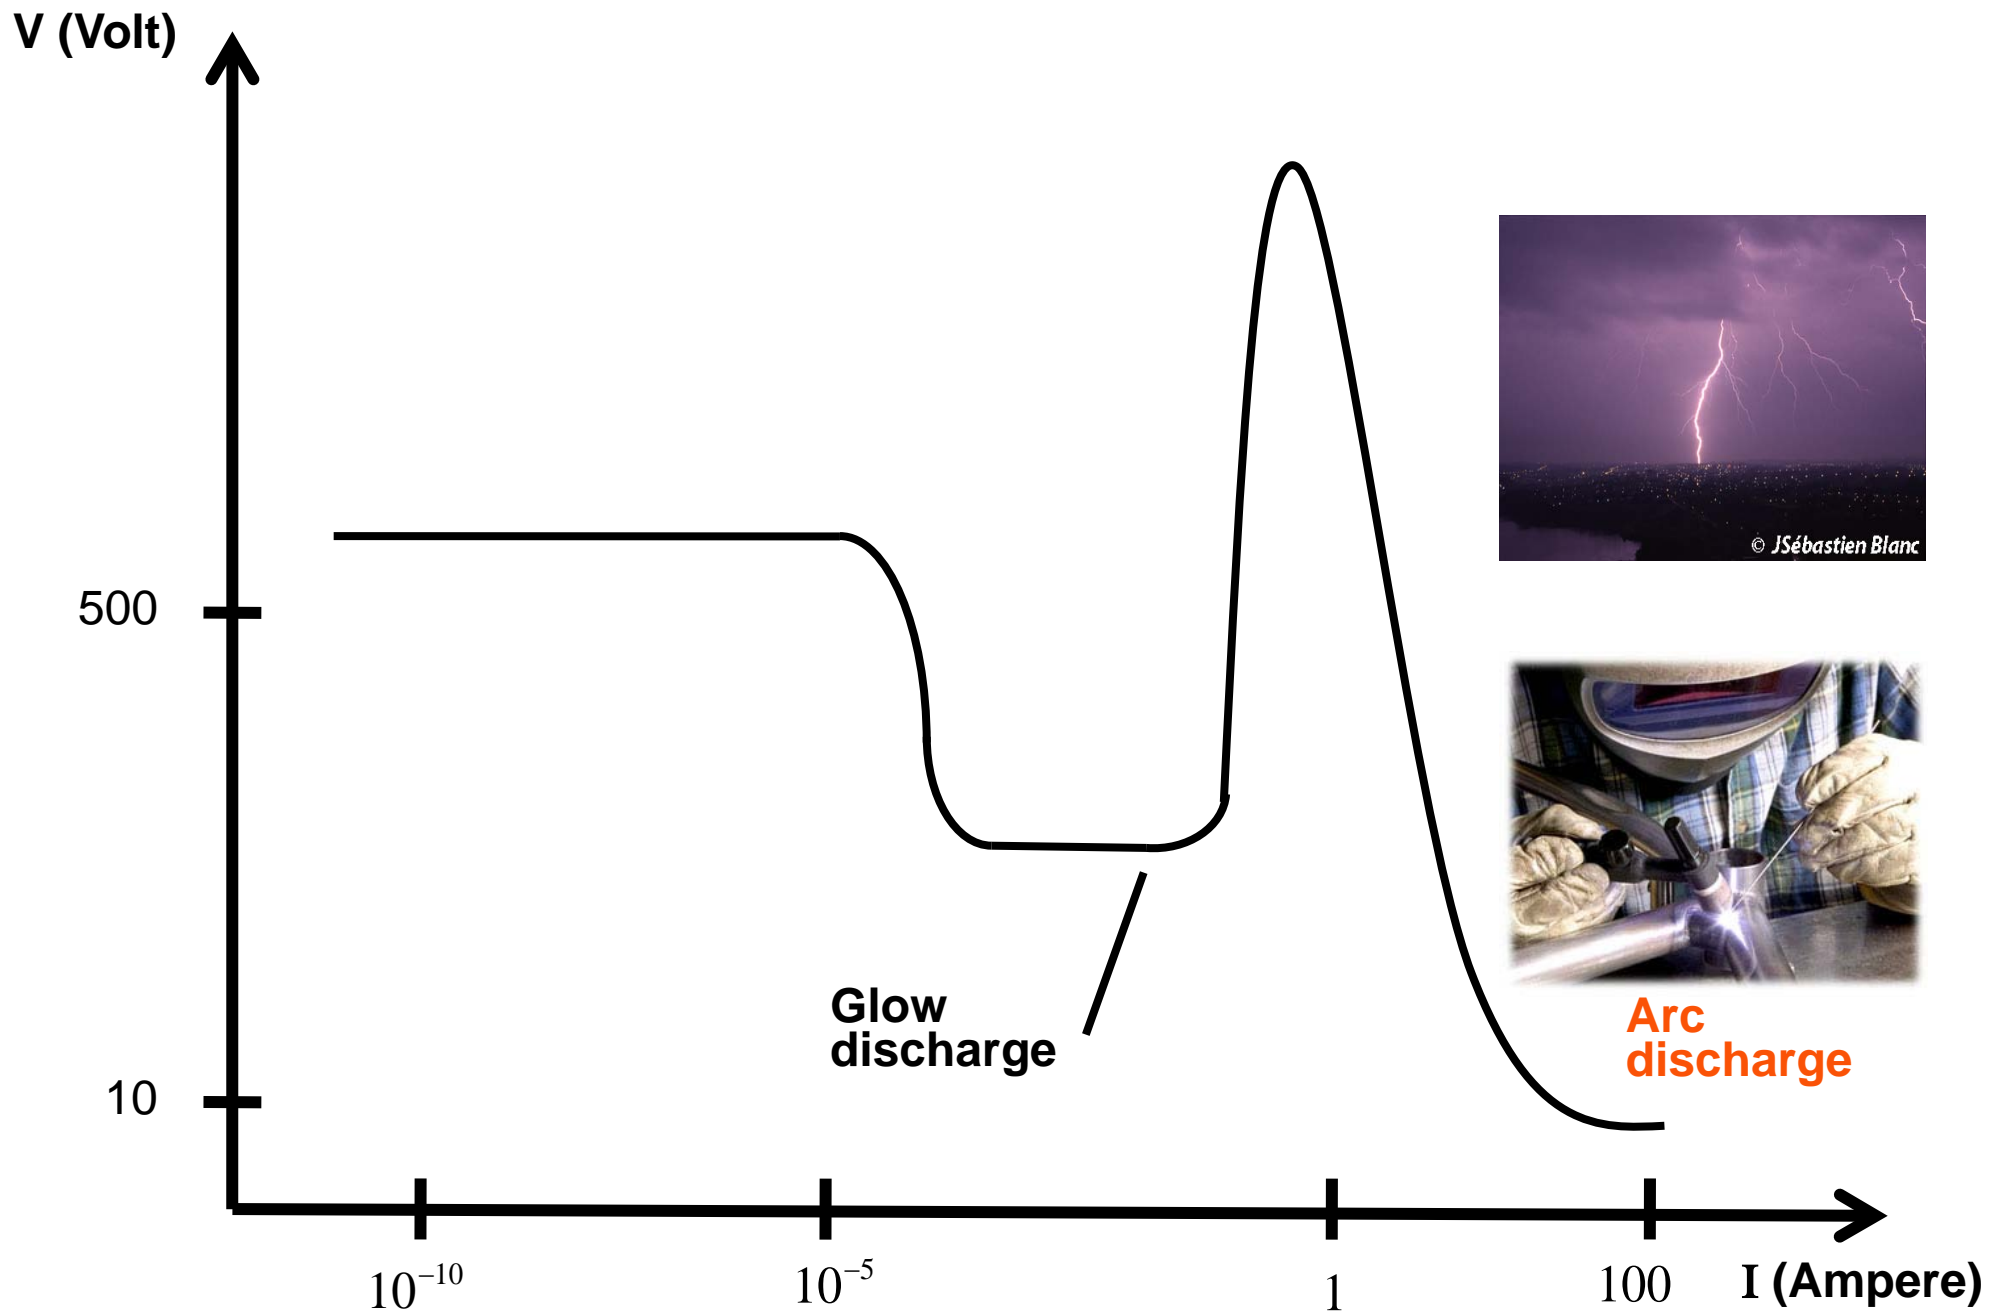 V (Volt)
© JSébastien Blanc
500
Glow
discharge
Arc
discharge
10
10⁻¹⁰
10⁻⁵
1
100
I (Ampere)